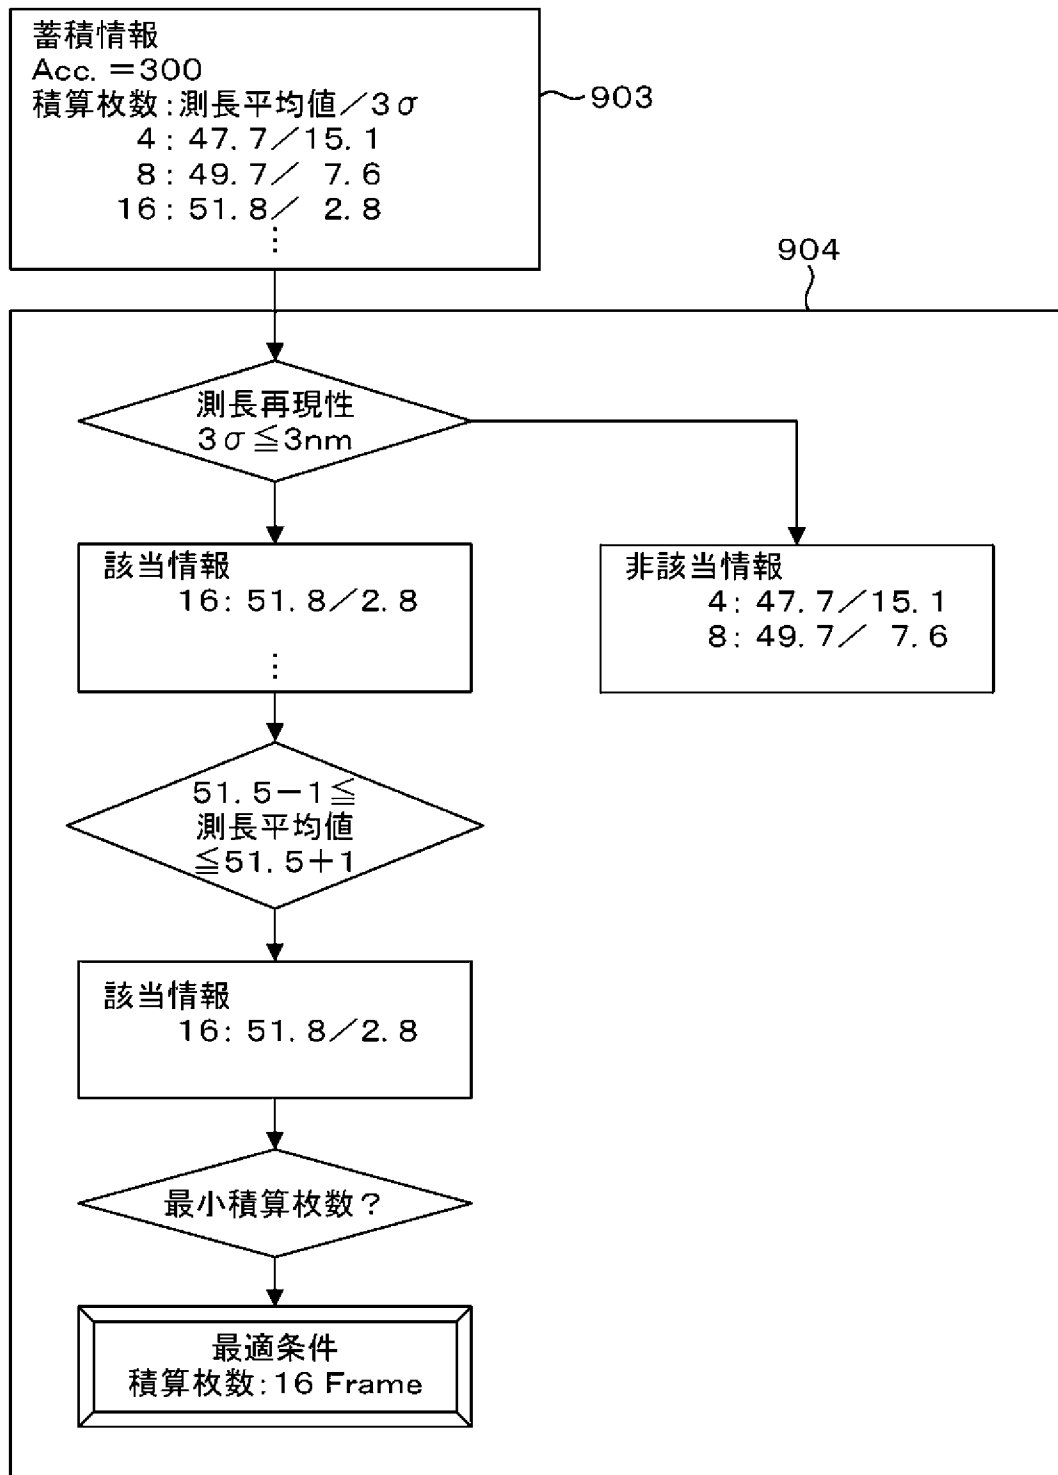 蓄積情報
Acc. =300
積算枚数:測長平均値/3σ
4: 47. 7/15. 1
8: 49. 7/ 7. 6
16: 51. 8/ 2. 8
⋮
903
904
測長再現性
3σ≦3nm
該当情報
16: 51. 8/2. 8
⋮
非該当情報
4: 47. 7/15. 1
8: 49. 7/ 7. 6
51. 5-1≦
測長平均値
≦51. 5+1
該当情報
16: 51. 8/2. 8
最小積算枚数?
最適条件
積算枚数:16 Frame